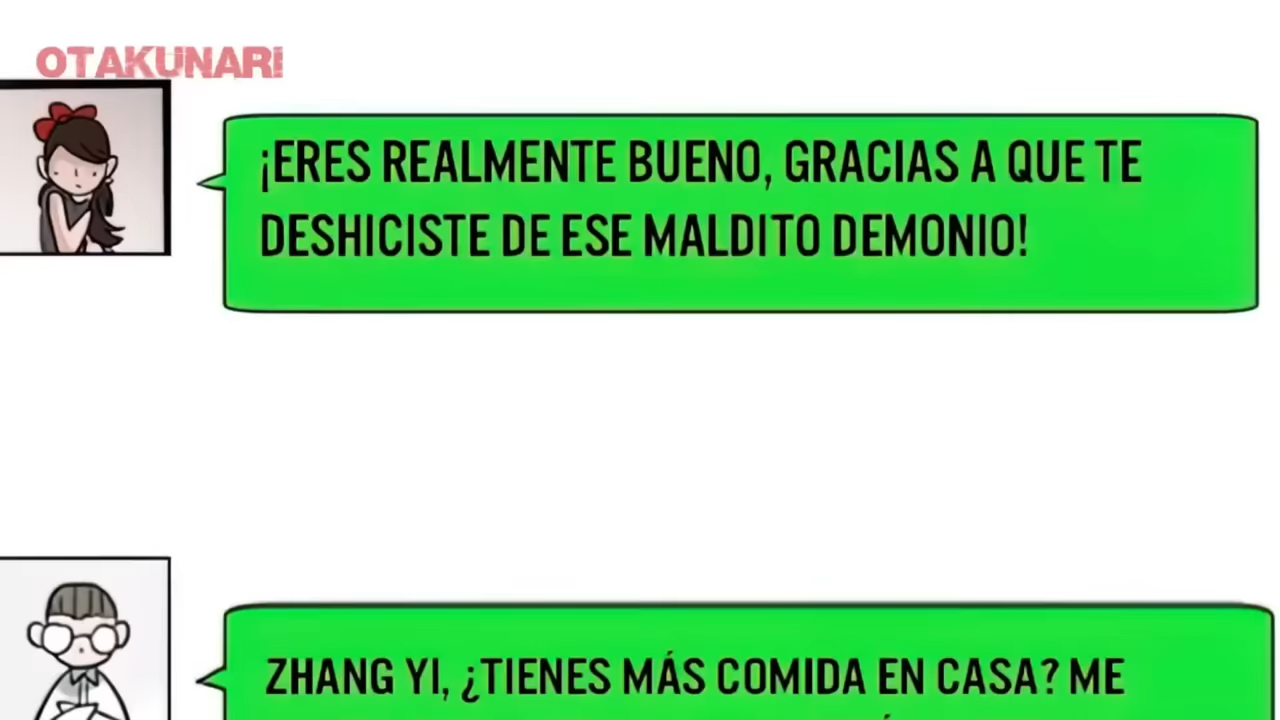 OTAKUNARI
¡ERES REALMENTE BUENO, GRACIAS A QUE TE
DESHICISTE DE ESE MALDITO DEMONIO!
ZHANG YI, ¿TIENES MÁS COMIDA EN CASA? ME